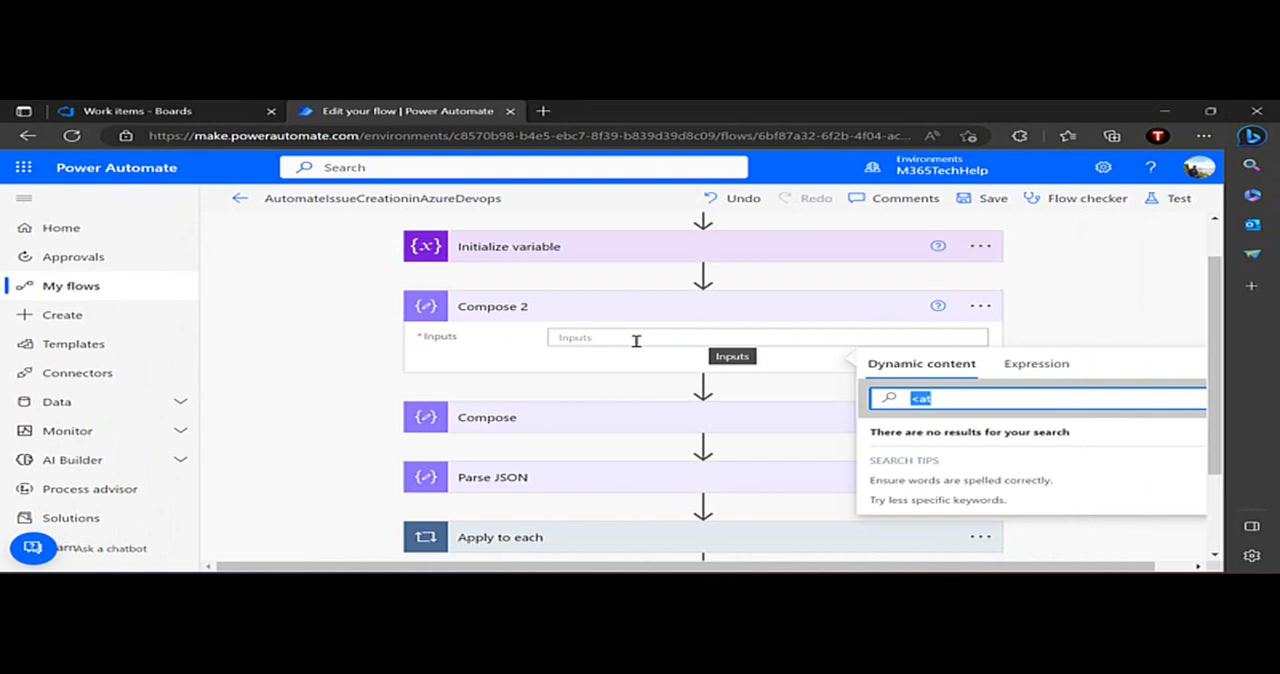 Work items - Boards
Edit your flow | Power Automate
https://make.powerautomate.com/environments/c8570b98-b4e5-ebc7-8f39-b839d39d8c09/flows/6bf87a32-6f2b-4f04-ac...
Power Automate
Search
Environments
M365TechHelp
AutomateIssueCreationinAzureDevops
Undo
Redo
Comments
Save
Flow checker
Test
Home
Approvals
My flows
Create
Templates
Connectors
Data
Monitor
AI Builder
Process advisor
Solutions
Ask a chatbot
Initialize variable
Compose 2
* Inputs
Inputs
Inputs
Compose
Parse JSON
Apply to each
Dynamic content
Expression
<at
There are no results for your search
SEARCH TIPS
Ensure words are spelled correctly.
Try less specific keywords.